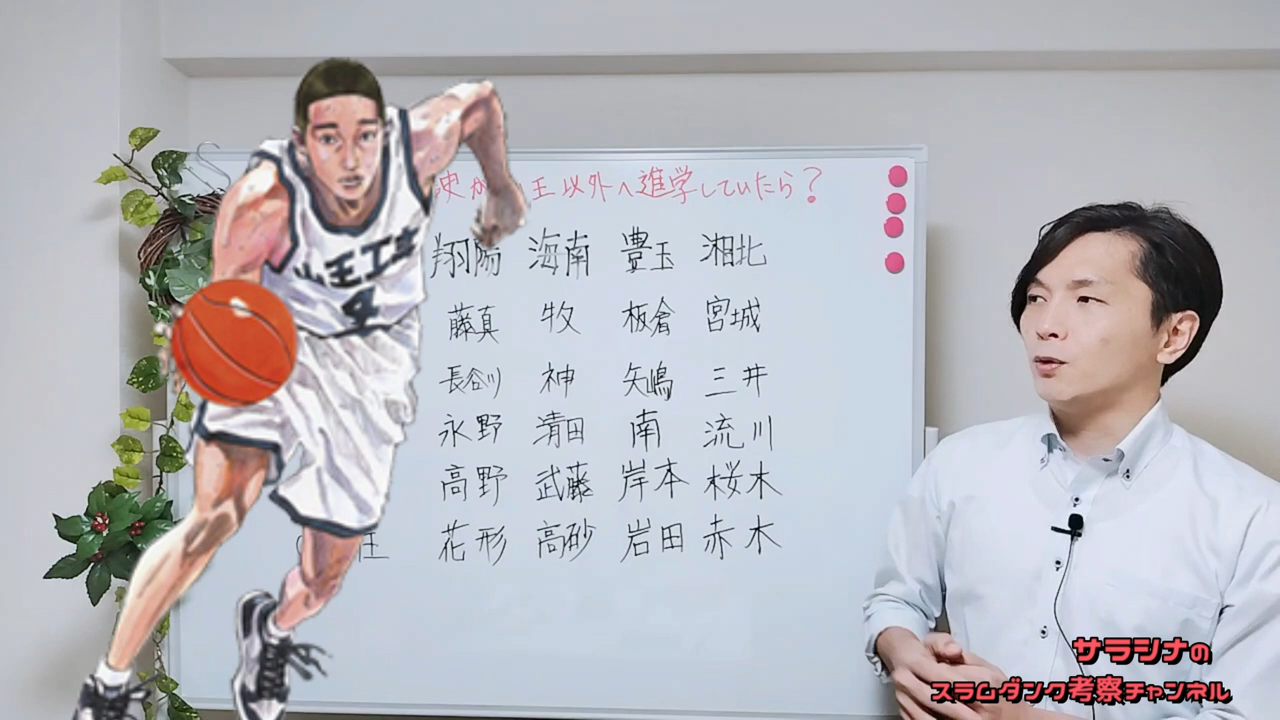 史が山王以外へ進学していたら？
翔陽 海南 豊玉 湘北
藤真 牧 板倉 宮城
長谷川 神 矢嶋 三井
永野 清田 南 流川
高野 武藤 岸本 桜木
花形 高砂 岩田 赤木
山王工業
4
サラシナの
スラムダンク考察チャンネル